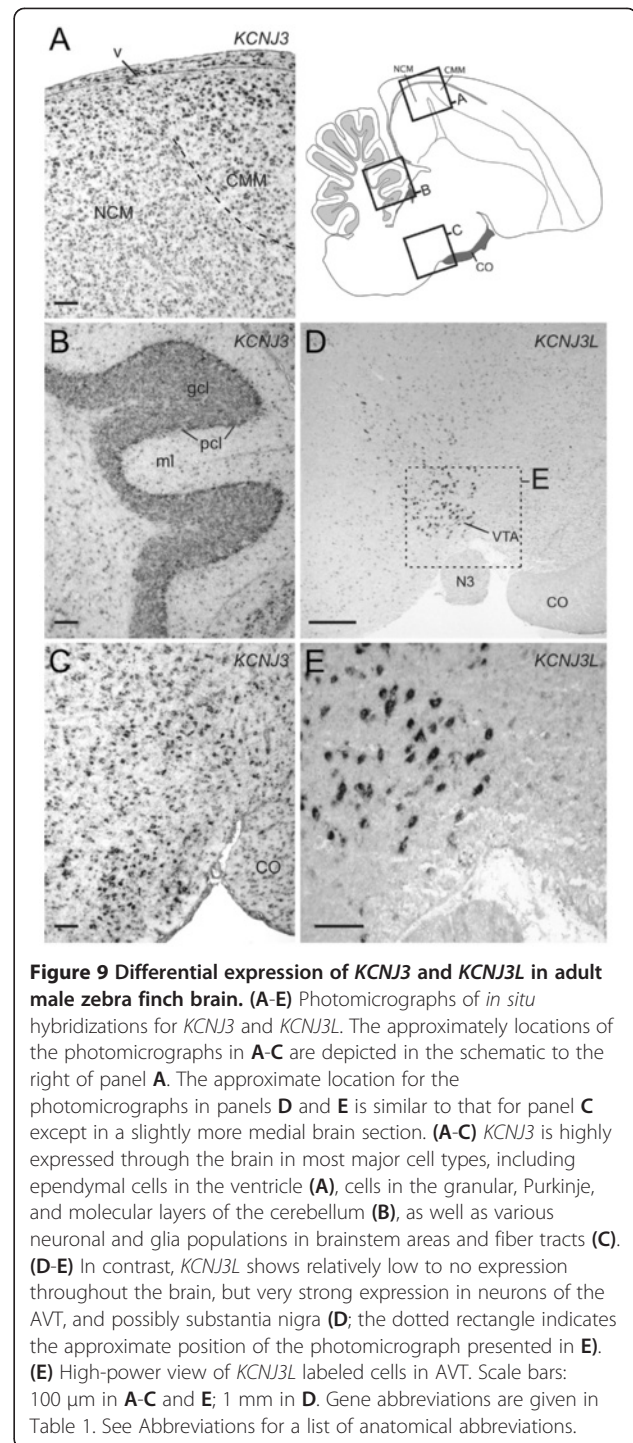 A
KCNJ3
v
NCM
CMM
NCM
CMM
A
B
C
CO
B
KCNJ3
gcl
pcl
ml
D
KCNJ3L
E
VTA
N3
CO
C
KCNJ3
CO
E
KCNJ3L
Figure 9 Differential expression of KCNJ3 and KCNJ3L in adult
male zebra finch brain. (A-E) Photomicrographs of in situ
hybridizations for KCNJ3 and KCNJ3L. The approximately locations of
the photomicrographs in A-C are depicted in the schematic to the
right of panel A. The approximate location for the
photomicrographs in panels D and E is similar to that for panel C
except in a slightly more medial brain section. (A-C) KCNJ3 is highly
expressed through the brain in most major cell types, including
ependymal cells in the ventricle (A), cells in the granular, Purkinje,
and molecular layers of the cerebellum (B), as well as various
neuronal and glia populations in brainstem areas and fiber tracts (C).
(D-E) In contrast, KCNJ3L shows relatively low to no expression
throughout the brain, but very strong expression in neurons of the
AVT, and possibly substantia nigra (D; the dotted rectangle indicates
the approximate position of the photomicrograph presented in E).
(E) High-power view of KCNJ3L labeled cells in AVT. Scale bars:
100 μm in A-C and E; 1 mm in D. Gene abbreviations are given in
Table 1. See Abbreviations for a list of anatomical abbreviations.